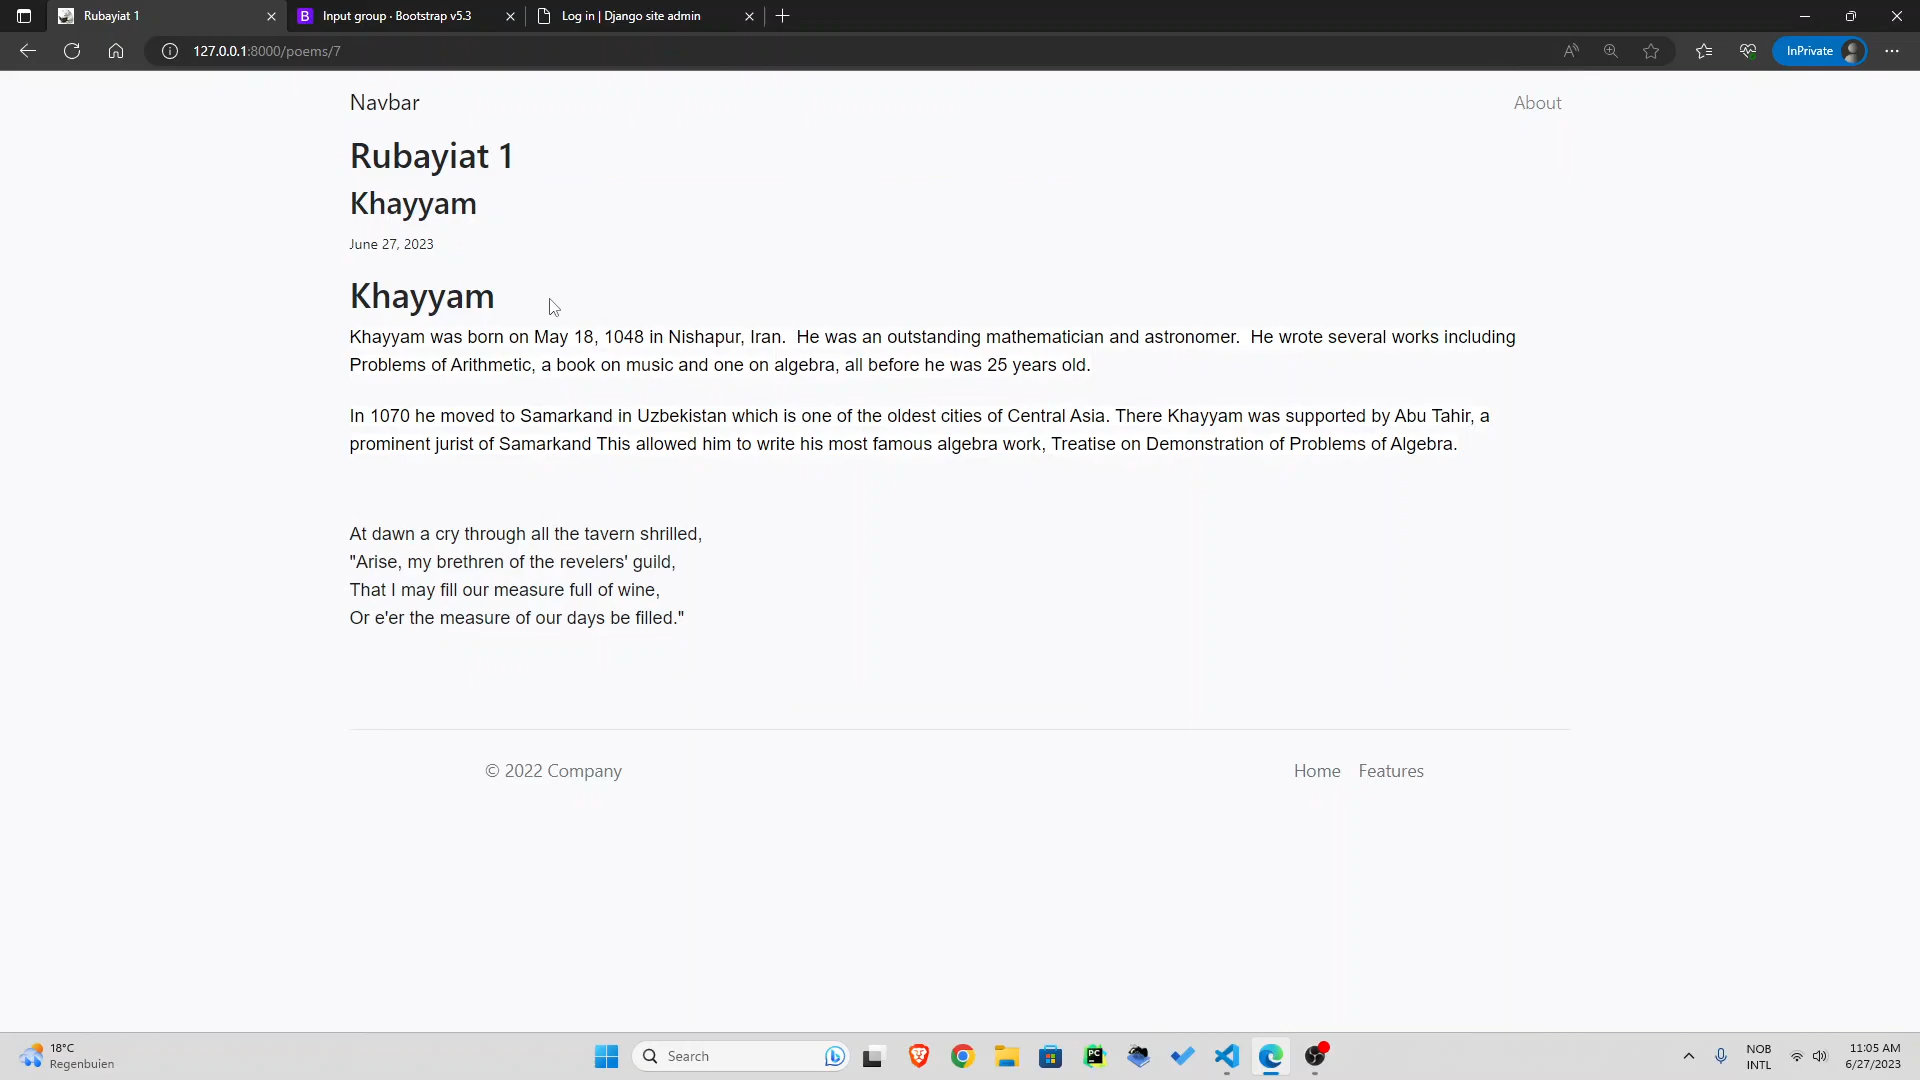 Rubayiat 1
Input group · Bootstrap v5.3
Log in | Django site admin
127.0.0.1:8000/poems/7
InPrivate
Navbar
About
Rubayiat 1
Khayyam
June 27, 2023
Khayyam
Khayyam was born on May 18, 1048 in Nishapur, Iran.  He was an outstanding mathematician and astronomer.  He wrote several works including
Problems of Arithmetic, a book on music and one on algebra, all before he was 25 years old.
In 1070 he moved to Samarkand in Uzbekistan which is one of the oldest cities of Central Asia. There Khayyam was supported by Abu Tahir, a
prominent jurist of Samarkand This allowed him to write his most famous algebra work, Treatise on Demonstration of Problems of Algebra.
At dawn a cry through all the tavern shrilled,
"Arise, my brethren of the revelers' guild,
That I may fill our measure full of wine,
Or e'er the measure of our days be filled."
© 2022 Company
Home Features
18°C
Regenbuien
Search
NOB
INTL
11:05 AM
6/27/2023